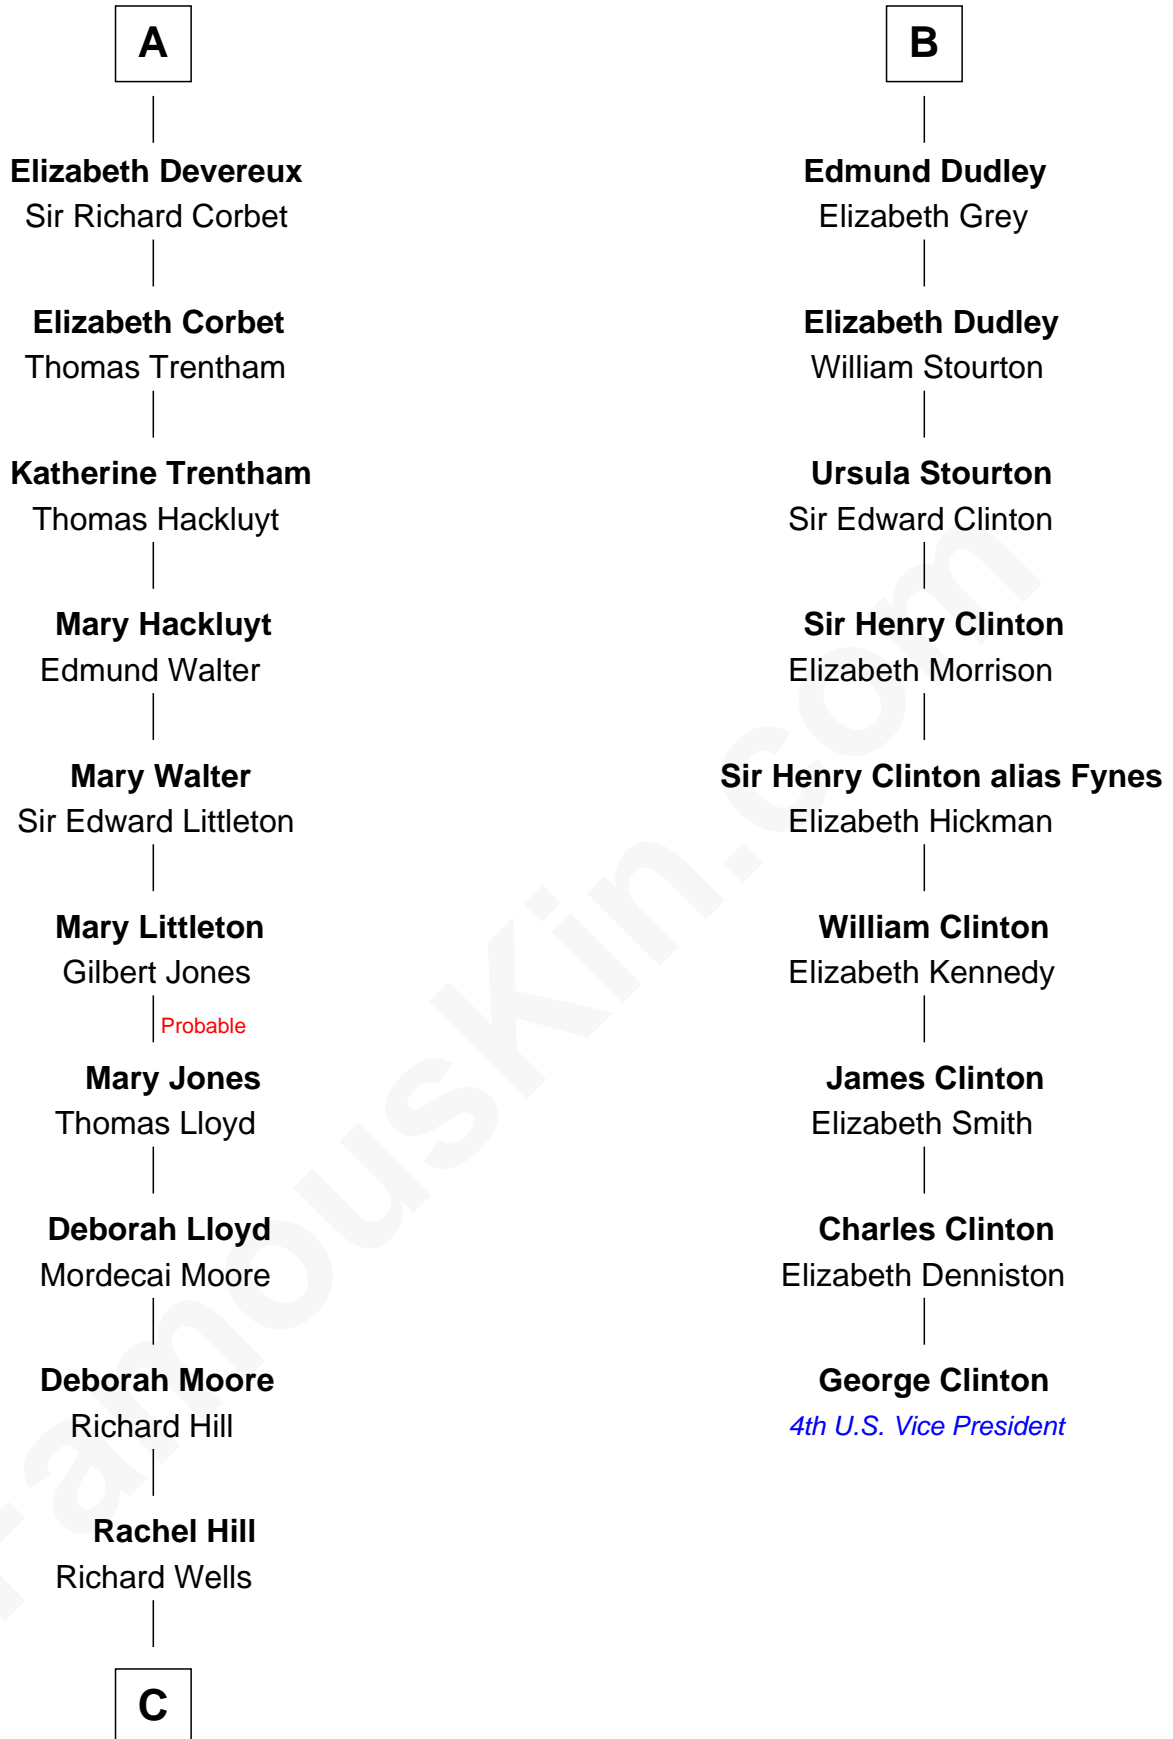 A
Elizabeth Devereux
Sir Richard Corbet
Elizabeth Corbet
Thomas Trentham
Katherine Trentham
Thomas Hackluyt
Mary Hackluyt
Edmund Walter
Mary Walter
Sir Edward Littleton
Mary Littleton
Gilbert Jones
Probable
Mary Jones
Thomas Lloyd
Deborah Lloyd
Mordecai Moore
Deborah Moore
Richard Hill
Rachel Hill
Richard Wells
C
B
Edmund Dudley
Elizabeth Grey
Elizabeth Dudley
William Stourton
Ursula Stourton
Sir Edward Clinton
Sir Henry Clinton
Elizabeth Morrison
Sir Henry Clinton alias Fynes
Elizabeth Hickman
William Clinton
Elizabeth Kennedy
James Clinton
Elizabeth Smith
Charles Clinton
Elizabeth Denniston
George Clinton
4th U.S. Vice President
FamousKin.com